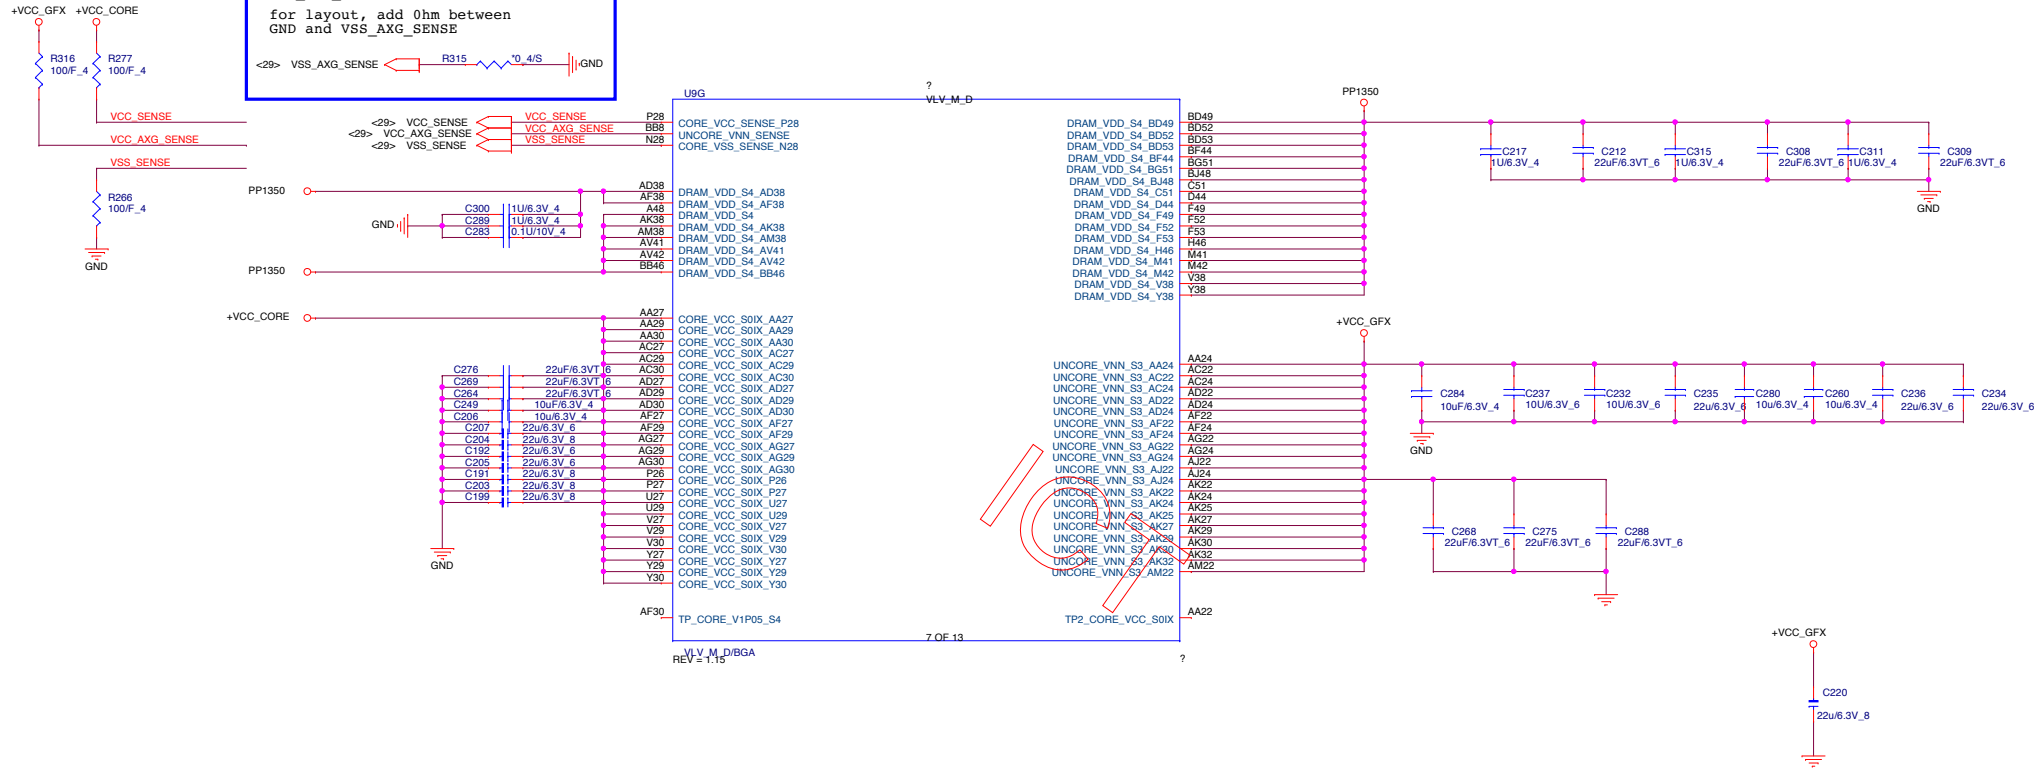 +VCC_GFX +VCC_CORE
R316
100/F_4
R277
100/F_4
for layout, add 0hm between
GND and VSS_AXG_SENSE
<29> VSS_AXG_SENSE
R315
*0_4/S
GND
VCC_SENSE
VCC_AXG_SENSE
VSS_SENSE
R266
100/F_4
GND
<29> VCC_SENSE
<29> VCC_AXG_SENSE
<29> VSS_SENSE
VCC_SENSE
VCC_AXG_SENSE
VSS_SENSE
U9G
?
VLV_M_D
P28 CORE_VCC_SENSE_P28
BB8 UNCORE_VNN_SENSE
N28 CORE_VSS_SENSE_N28
PP1350
GND
C300 1U/6.3V_4
C289 1U/6.3V_4
C283 0.1U/10V_4
PP1350
AD38 DRAM_VDD_S4_AD38
AF38 DRAM_VDD_S4_AF38
A48 DRAM_VDD_S4
AK38 DRAM_VDD_S4_AK38
AM38 DRAM_VDD_S4_AM38
AV41 DRAM_VDD_S4_AV41
AV42 DRAM_VDD_S4_AV42
BB46 DRAM_VDD_S4_BB46
+VCC_CORE
C276 22uF/6.3VT_6
C269 22uF/6.3VT_6
C264 22uF/6.3VT_6
C249 10uF/6.3V_4
C206 10u/6.3V_4
C207 22u/6.3V_6
C204 22u/6.3V_8
C192 22u/6.3V_6
C205 22u/6.3V_6
C191 22u/6.3V_8
C203 22u/6.3V_8
C199 22u/6.3V_8
GND
AA27 CORE_VCC_S0IX_AA27
AA29 CORE_VCC_S0IX_AA29
AA30 CORE_VCC_S0IX_AA30
AC27 CORE_VCC_S0IX_AC27
AC29 CORE_VCC_S0IX_AC29
AC30 CORE_VCC_S0IX_AC30
AD27 CORE_VCC_S0IX_AD27
AD29 CORE_VCC_S0IX_AD29
AD30 CORE_VCC_S0IX_AD30
AF27 CORE_VCC_S0IX_AF27
AF29 CORE_VCC_S0IX_AF29
AG27 CORE_VCC_S0IX_AG27
AG29 CORE_VCC_S0IX_AG29
AG30 CORE_VCC_S0IX_AG30
P26 CORE_VCC_S0IX_P26
P27 CORE_VCC_S0IX_P27
U27 CORE_VCC_S0IX_U27
U29 CORE_VCC_S0IX_U29
V27 CORE_VCC_S0IX_V27
V29 CORE_VCC_S0IX_V29
V30 CORE_VCC_S0IX_V30
Y27 CORE_VCC_S0IX_Y27
Y29 CORE_VCC_S0IX_Y29
Y30 CORE_VCC_S0IX_Y30
AF30 TP_CORE_V1P05_S4
DRAM_VDD_S4_BD49 BD49
DRAM_VDD_S4_BD52 BD52
DRAM_VDD_S4_BD53 BD53
DRAM_VDD_S4_BF44 BF44
DRAM_VDD_S4_BG51 BG51
DRAM_VDD_S4_BJ48 BJ48
DRAM_VDD_S4_C51 C51
DRAM_VDD_S4_D44 D44
DRAM_VDD_S4_F49 F49
DRAM_VDD_S4_F52 F52
DRAM_VDD_S4_F53 F53
DRAM_VDD_S4_H46 H46
DRAM_VDD_S4_M41 M41
DRAM_VDD_S4_M42 M42
DRAM_VDD_S4_V38 V38
DRAM_VDD_S4_Y38 Y38
UNCORE_VNN_S3_AA24 AA24
UNCORE_VNN_S3_AC22 AC22
UNCORE_VNN_S3_AC24 AC24
UNCORE_VNN_S3_AD22 AD22
UNCORE_VNN_S3_AD24 AD24
UNCORE_VNN_S3_AF22 AF22
UNCORE_VNN_S3_AF24 AF24
UNCORE_VNN_S3_AG22 AG22
UNCORE_VNN_S3_AG24 AG24
UNCORE_VNN_S3_AJ22 AJ22
UNCORE_VNN_S3_AJ24 AJ24
UNCORE_VNN_S3_AK22 AK22
UNCORE_VNN_S3_AK24 AK24
UNCORE_VNN_S3_AK25 AK25
UNCORE_VNN_S3_AK27 AK27
UNCORE_VNN_S3_AK29 AK29
UNCORE_VNN_S3_AK30 AK30
UNCORE_VNN_S3_AK32 AK32
UNCORE_VNN_S3_AM22 AM22
TP2_CORE_VCC_S0IX AA22
7 OF 13
VLV_M_D/BGA
REV = 1.15
?
PP1350
C217
1U/6.3V_4
C212
22uF/6.3VT_6
C315
1U/6.3V_4
C308
22uF/6.3VT_6
C311
1U/6.3V_4
C309
22uF/6.3VT_6
GND
+VCC_GFX
C284
10uF/6.3V_4
C237
10U/6.3V_6
C232
10U/6.3V_6
C235
22u/6.3V_6
C280
10u/6.3V_4
C260
10u/6.3V_4
C236
22u/6.3V_6
C234
22u/6.3V_6
GND
C268
22uF/6.3VT_6
C275
22uF/6.3VT_6
C288
22uF/6.3VT_6
+VCC_GFX
C220
22u/6.3V_8